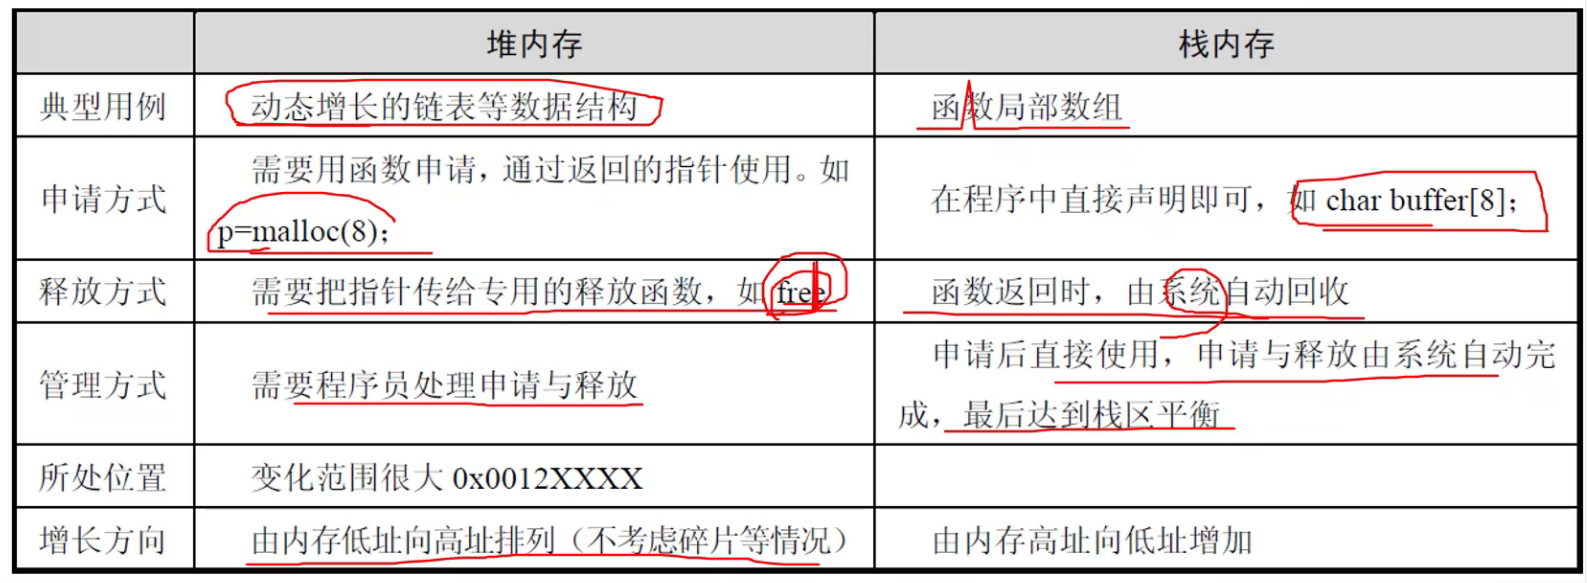 堆内存
栈内存
典型用例
动态增长的链表等数据结构
函数局部数组
申请方式
需要用函数申请，通过返回的指针使用。如
p=malloc(8);
在程序中直接声明即可，如 char buffer[8];
释放方式
需要把指针传给专用的释放函数，如 free
函数返回时，由系统自动回收
管理方式
需要程序员处理申请与释放
申请后直接使用，申请与释放由系统自动完
成，最后达到栈区平衡
所处位置
变化范围很大 0x0012XXXX
增长方向
由内存低址向高址排列（不考虑碎片等情况）
由内存高址向低址增加